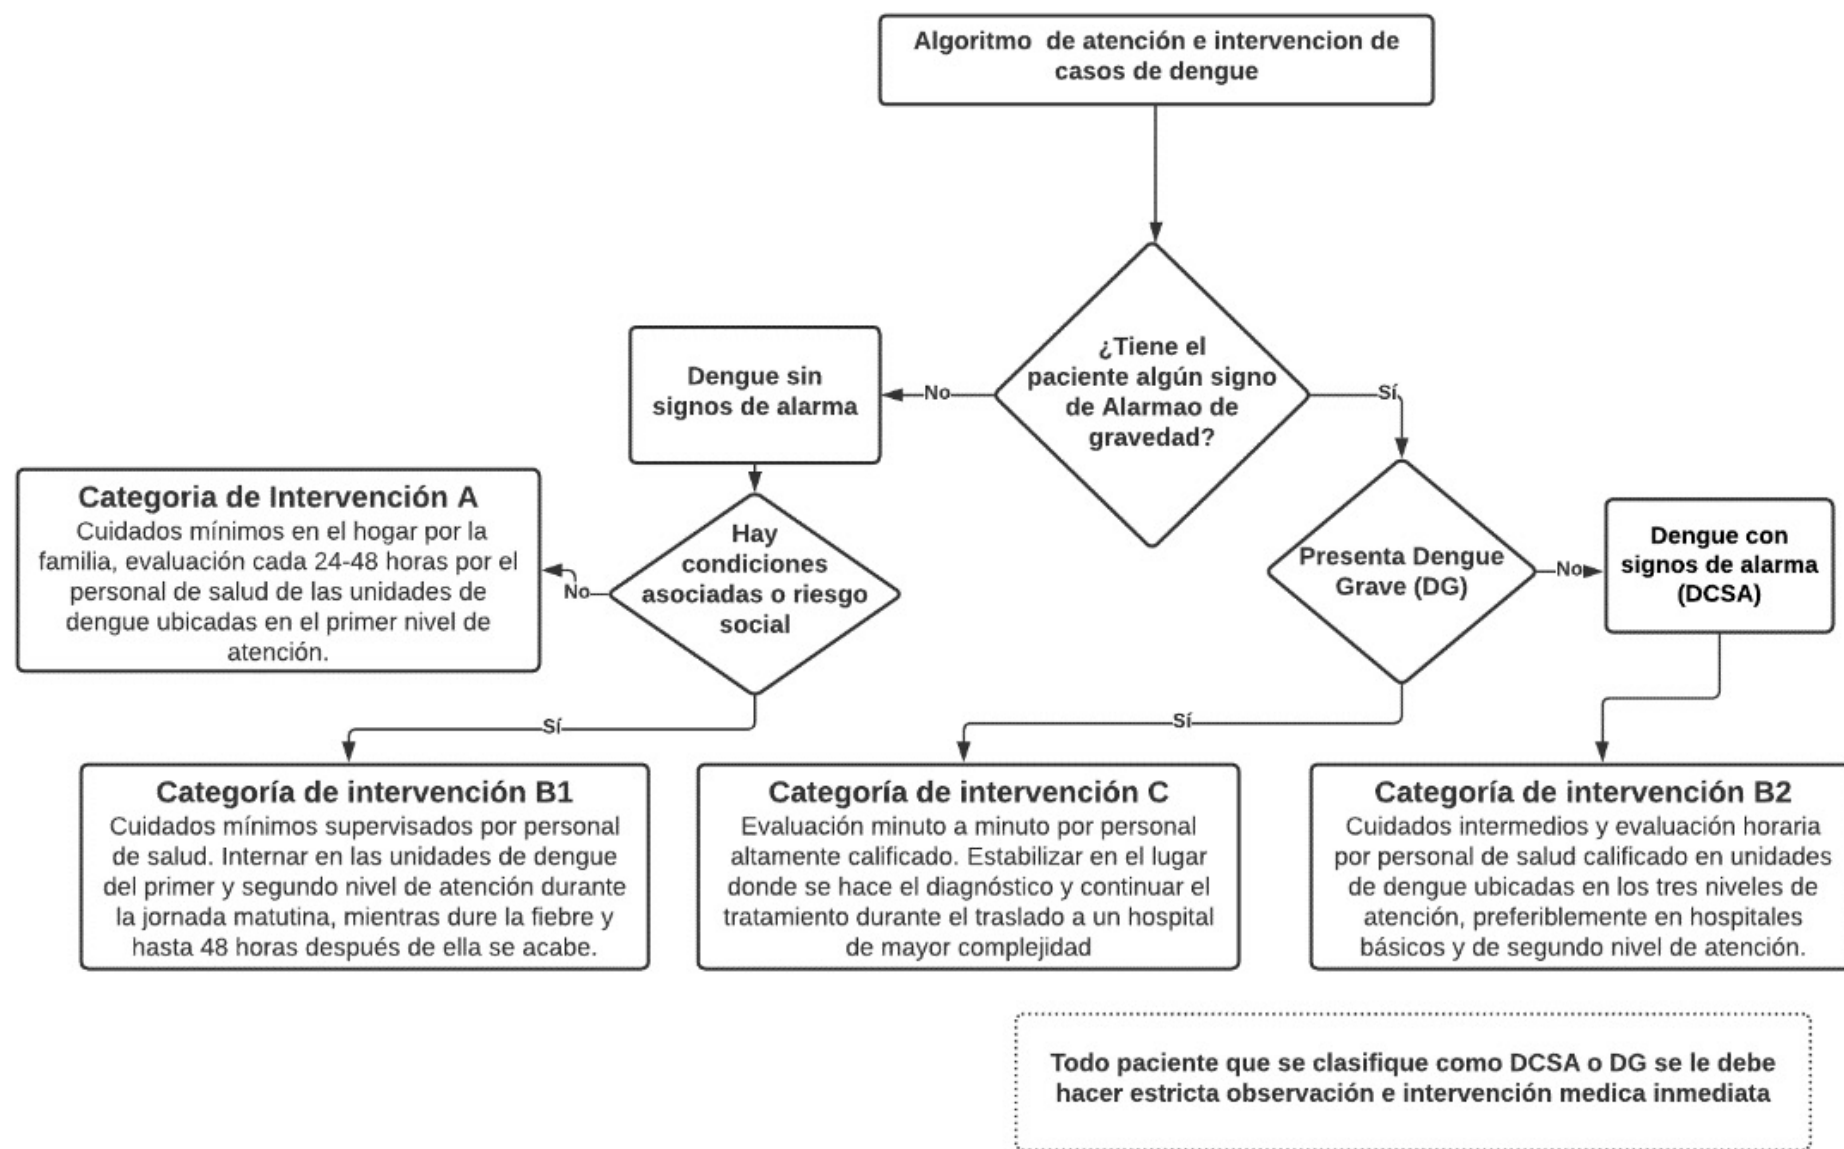 Algoritmo de atención e intervencion de
casos de dengue
¿Tiene el
paciente algún signo
de Alarmao de
gravedad?
No
Sí
Dengue sin
signos de alarma
Categoria de Intervención A
Cuidados mínimos en el hogar por la
familia, evaluación cada 24-48 horas por el
personal de salud de las unidades de
dengue ubicadas en el primer nivel de
atención.
No
Hay
condiciones
asociadas o riesgo
social
Presenta Dengue
Grave (DG)
No
Dengue con
signos de alarma
(DCSA)
Sí
Sí
Categoría de intervención B1
Cuidados mínimos supervisados por personal
de salud. Internar en las unidades de dengue
del primer y segundo nivel de atención durante
la jornada matutina, mientras dure la fiebre y
hasta 48 horas después de ella se acabe.
Categoría de intervención C
Evaluación minuto a minuto por personal
altamente calificado. Estabilizar en el lugar
donde se hace el diagnóstico y continuar el
tratamiento durante el traslado a un hospital
de mayor complejidad
Categoría de intervención B2
Cuidados intermedios y evaluación horaria
por personal de salud calificado en unidades
de dengue ubicadas en los tres niveles de
atención, preferiblemente en hospitales
básicos y de segundo nivel de atención.
Todo paciente que se clasifique como DCSA o DG se le debe
hacer estricta observación e intervención medica inmediata